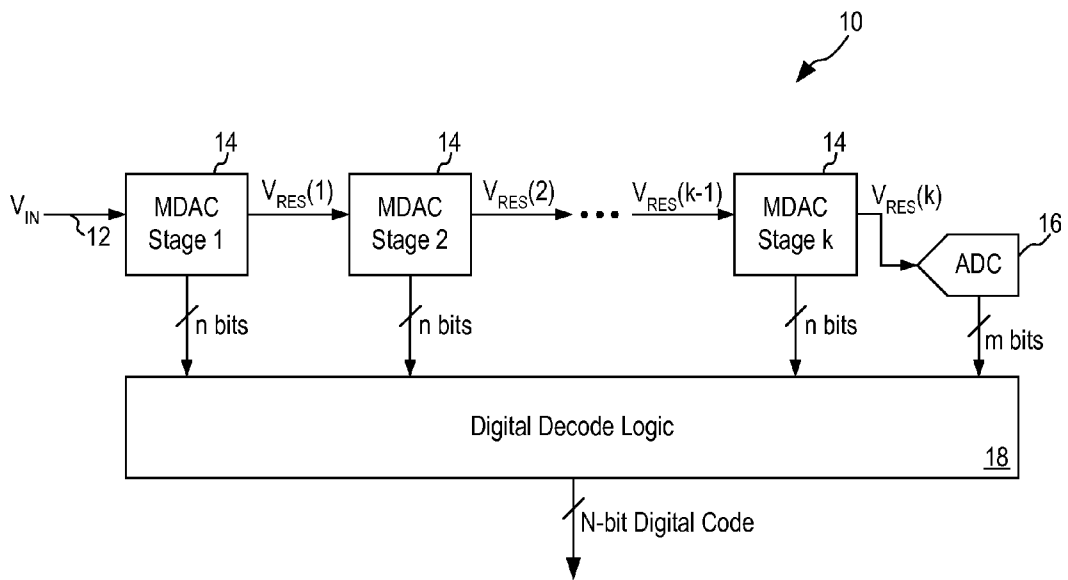 10
14
14
14
V_IN
12
MDAC
Stage 1
V_RES(1)
MDAC
Stage 2
V_RES(2)
•••
V_RES(k-1)
MDAC
Stage k
V_RES(k)
16
ADC
n bits
n bits
n bits
m bits
Digital Decode Logic
18
N-bit Digital Code